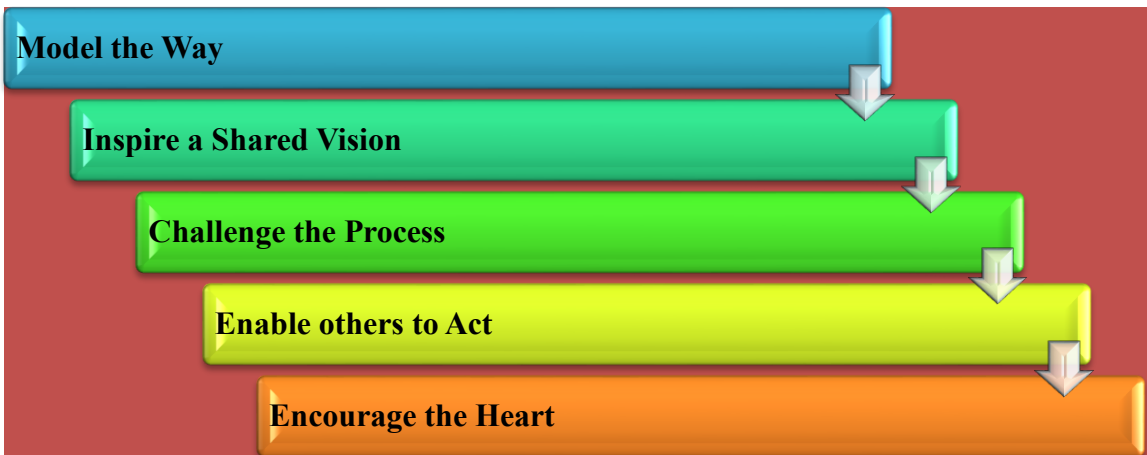 Model the Way
Inspire a Shared Vision
Challenge the Process
Enable others to Act
Encourage the Heart